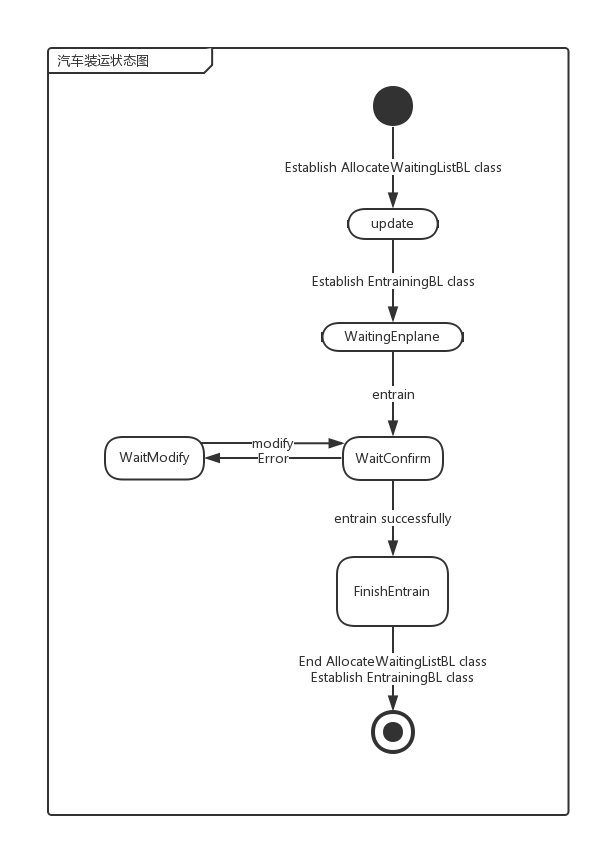 汽车装运状态图
Establish AllocateWaitingListBL class
update
Establish EntrainingBL class
WaitingEnplane
entrain
WaitModify
modify
Error
WaitConfirm
entrain successfully
FinishEntrain
End AllocateWaitingListBL class
Establish EntrainingBL class